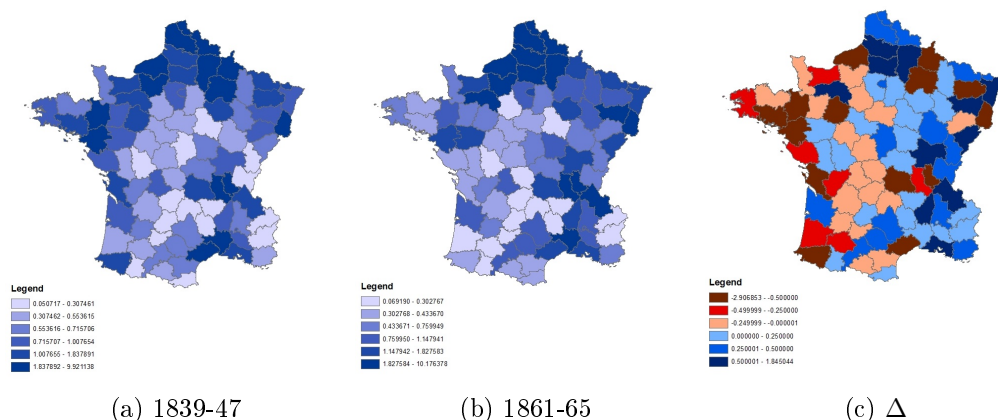 Legend
0.050717 - 0.307461
0.307462 - 0.553615
0.553616 - 0.715706
0.715707 - 1.007654
1.007655 - 1.837891
1.837892 - 9.921138
(a) 1839-47
Legend
0.069190 - 0.302767
0.302768 - 0.433670
0.433671 - 0.759949
0.759950 - 1.147941
1.147942 - 1.827583
1.827584 - 10.176378
(b) 1861-65
Legend
-2.906853 - -0.500000
-0.499999 - -0.250000
-0.249999 - -0.000001
0.000000 - 0.250000
0.250001 - 0.500000
0.500001 - 1.845044
(c) Δ